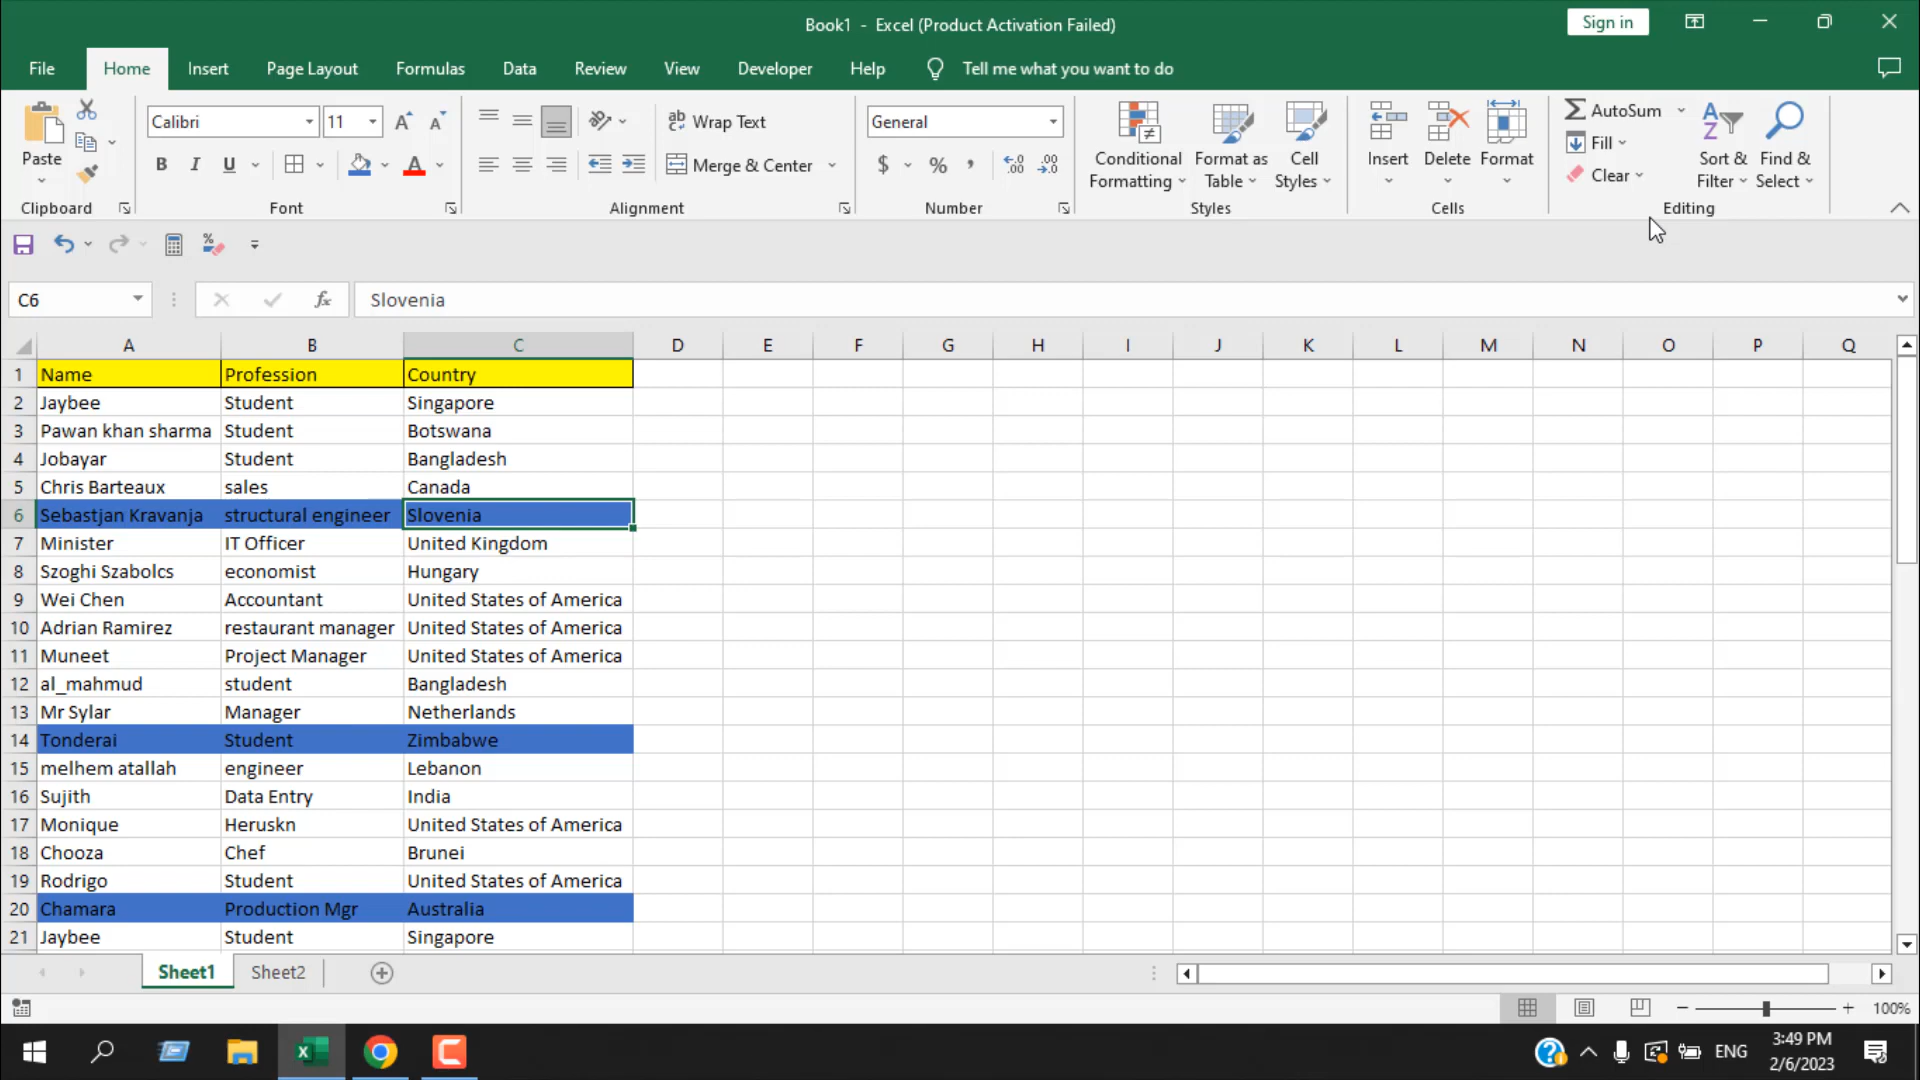 Book1 - Excel (Product Activation Failed)
Sign in
File Home Insert Page Layout Formulas Data Review View Developer Help Tell me what you want to do
Paste
Clipboard
Calibri 11
B I U
Font
Wrap Text
Merge & Center
Alignment
General
$ % ,
Number
Conditional Formatting
Format as Table
Cell Styles
Styles
Insert
Delete
Format
Cells
AutoSum
Fill
Clear
Sort & Filter
Find & Select
Editing
C6 fx Slovenia
A B C D E F G H I J K L M N O P Q
1 Name Profession Country
2 Jaybee Student Singapore
3 Pawan khan sharma Student Botswana
4 Jobayar Student Bangladesh
5 Chris Barteaux sales Canada
6 Sebastjan Kravanja structural engineer Slovenia
7 Minister IT Officer United Kingdom
8 Szoghi Szabolcs economist Hungary
9 Wei Chen Accountant United States of America
10 Adrian Ramirez restaurant manager United States of America
11 Muneet Project Manager United States of America
12 al_mahmud student Bangladesh
13 Mr Sylar Manager Netherlands
14 Tonderai Student Zimbabwe
15 melhem atallah engineer Lebanon
16 Sujith Data Entry India
17 Monique Heruskn United States of America
18 Chooza Chef Brunei
19 Rodrigo Student United States of America
20 Chamara Production Mgr Australia
21 Jaybee Student Singapore
Sheet1 Sheet2
100%
ENG
3:49 PM
2/6/2023